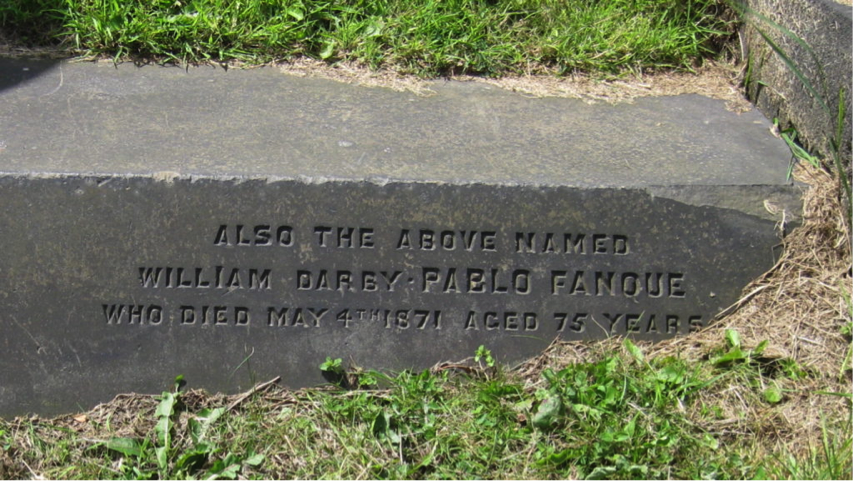 ALSO THE ABOVE NAMED
WILLIAM DARBY·PABLO FANQUE
WHO DIED MAY 4TH 1871 AGED 75 YEARS